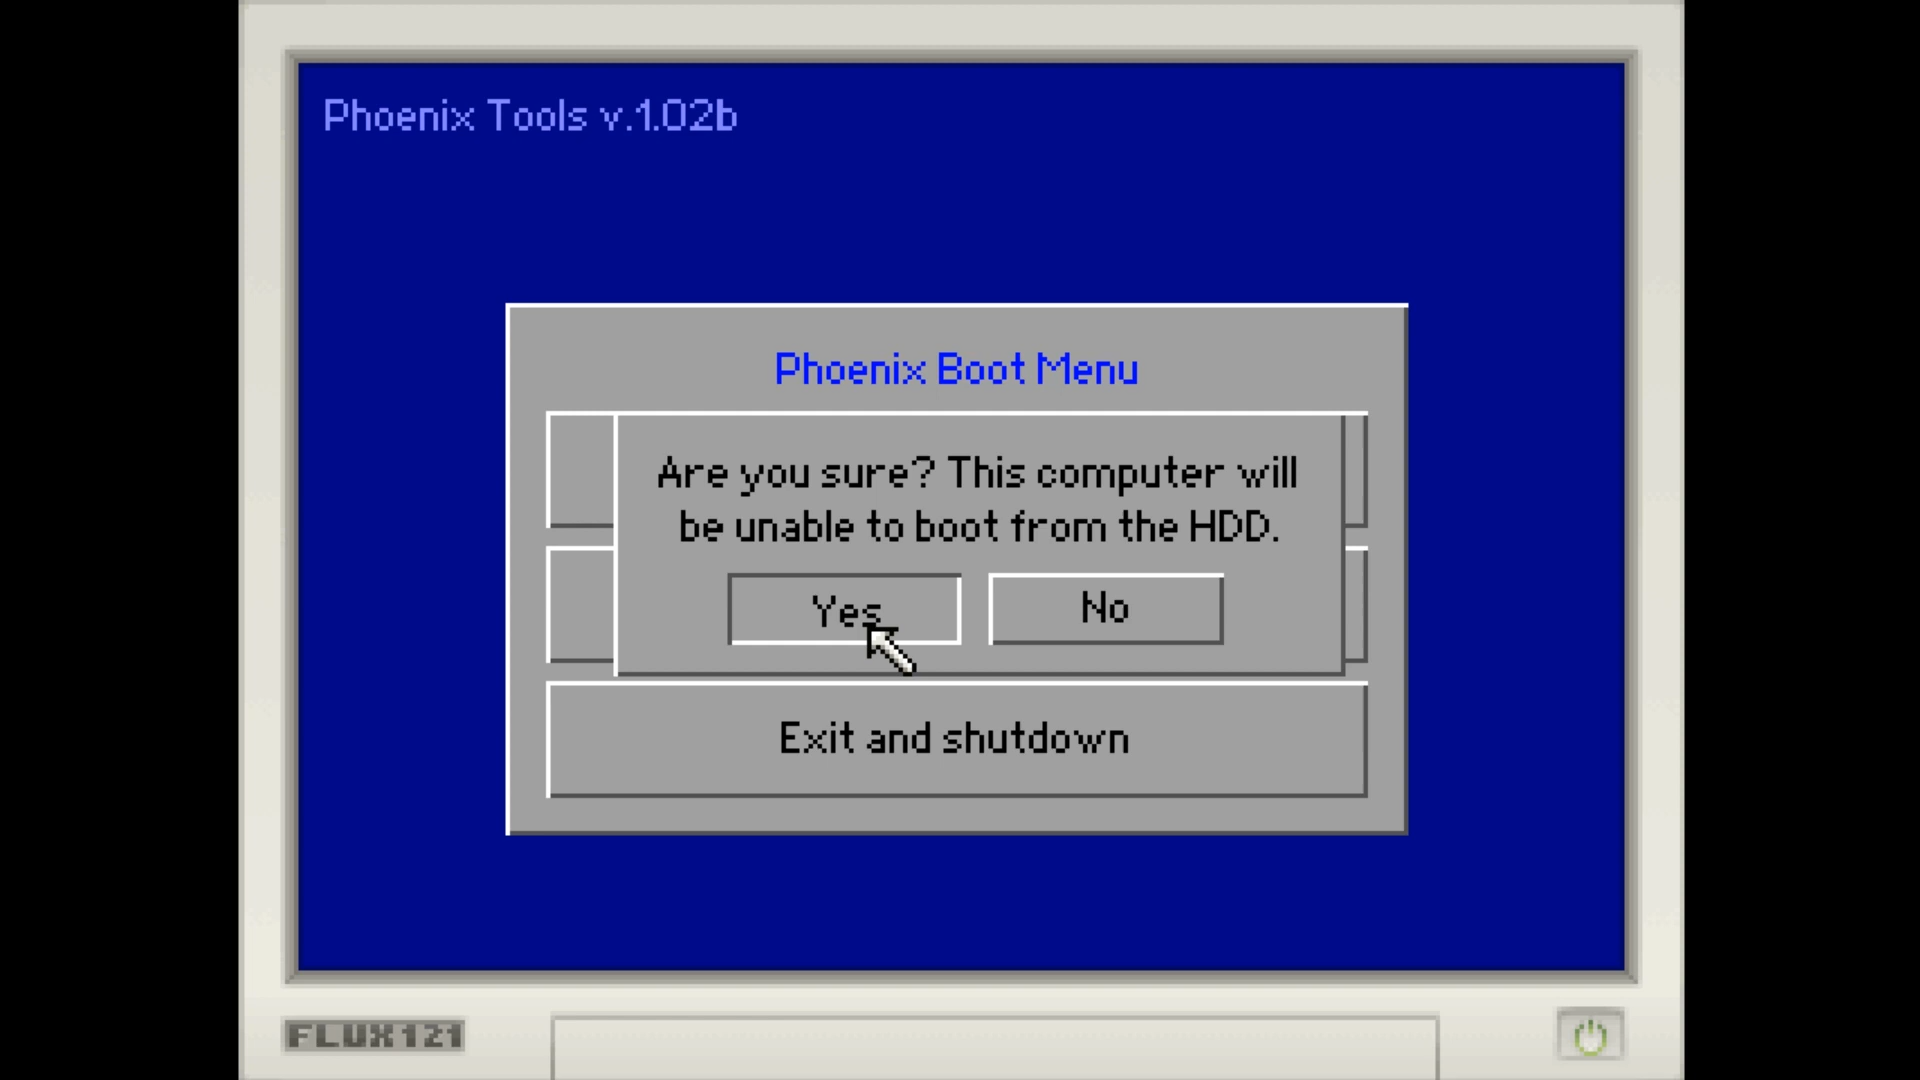 Phoenix Tools v.1.02b
Phoenix Boot Menu
Are you sure? This computer will
be unable to boot from the HDD.
Yes
No
Exit and shutdown
FLUX121